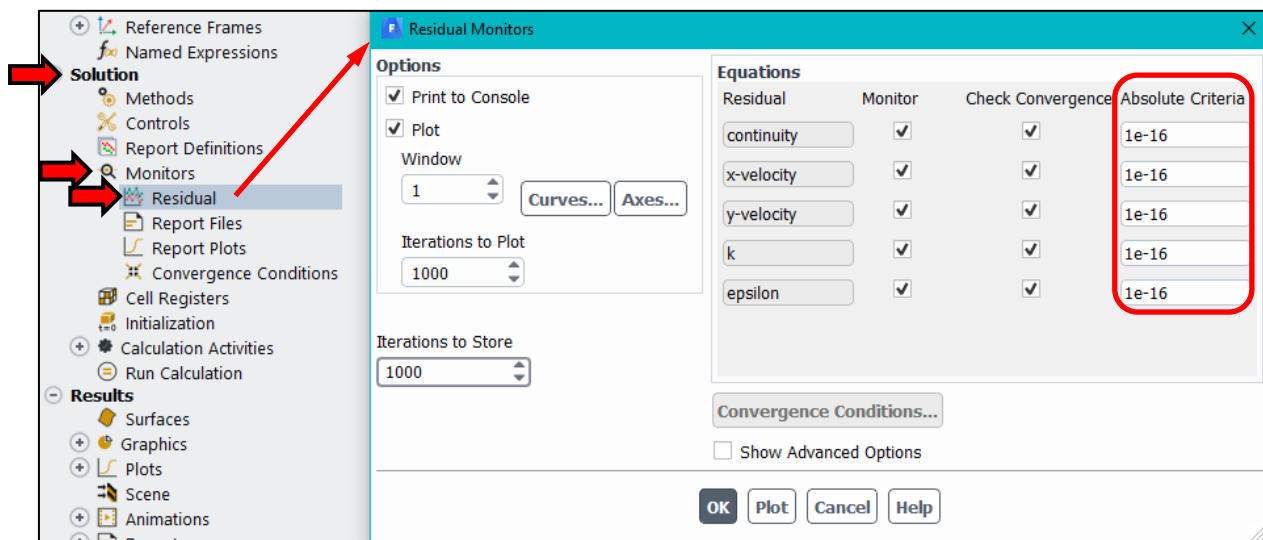 Reference Frames
Named Expressions
Solution
Methods
Controls
Report Definitions
Monitors
Residual
Report Files
Report Plots
Convergence Conditions
Cell Registers
Initialization
Calculation Activities
Run Calculation
Results
Surfaces
Graphics
Plots
Scene
Animations
Residual Monitors
Options
Print to Console
Plot
Window
1
Curves... Axes...
Iterations to Plot
1000
Iterations to Store
1000
Equations
Residual Monitor Check Convergence Absolute Criteria
continuity 1e-16
x-velocity 1e-16
y-velocity 1e-16
k 1e-16
epsilon 1e-16
Convergence Conditions...
Show Advanced Options
OK Plot Cancel Help